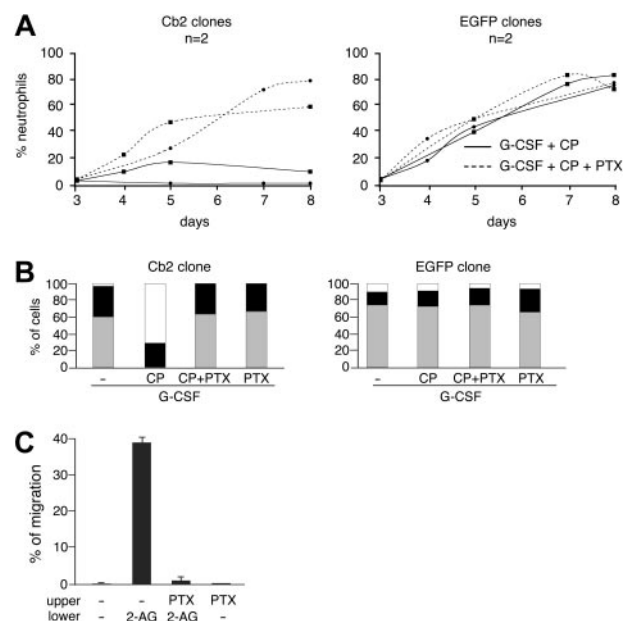 A
Cb2 clones
n=2
EGFP clones
n=2
% neutrophils
100
80
60
40
20
0
3 4 5 6 7 8
days
100
80
60
40
20
0
3 4 5 6 7 8
days
G-CSF + CP
G-CSF + CP + PTX
B
Cb2 clone
EGFP clone
% of cells
100
80
60
40
20
0
- CP CP+PTX PTX
G-CSF
100
80
60
40
20
0
- CP CP+PTX PTX
G-CSF
C
% of migration
40
30
20
10
0
upper – – PTX PTX
lower – 2-AG 2-AG –